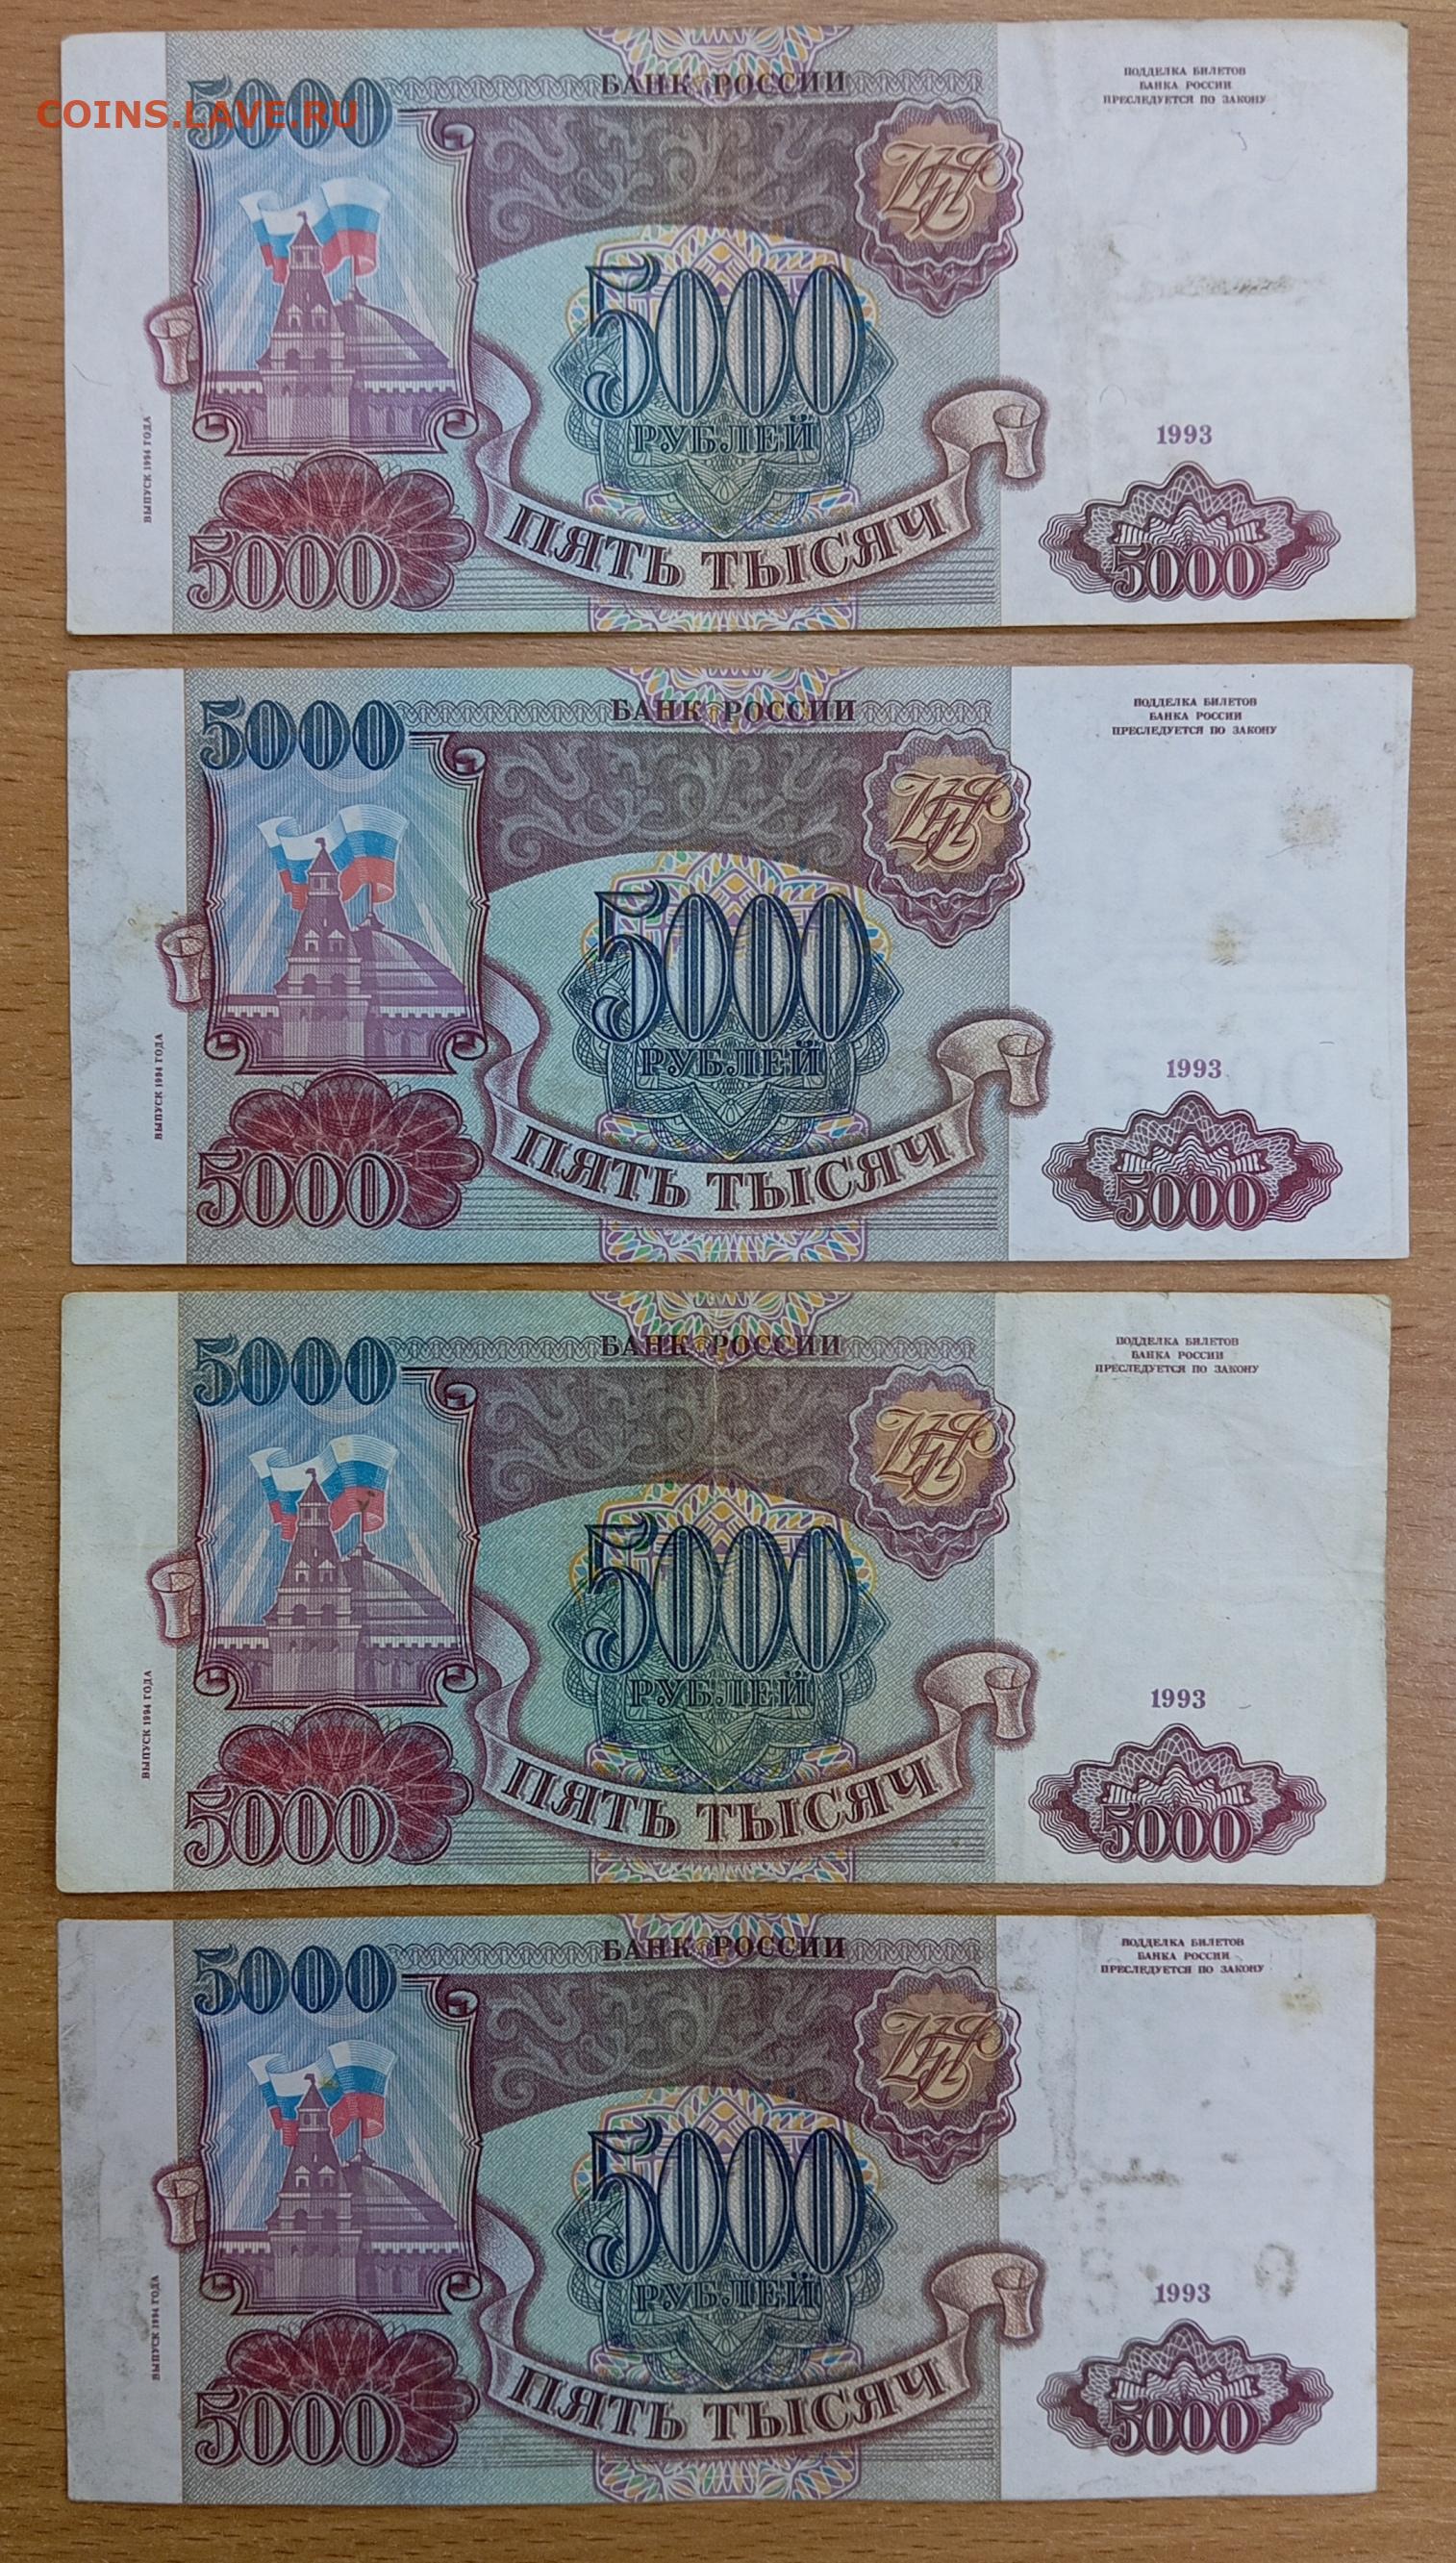 COINS.LAVE.RU
5000
БАНК РОССИИ
ПОДДЕЛКА БИЛЕТОВ
БАНКА РОССИИ
ПРЕСЛЕДУЕТСЯ ПО ЗАКОНУ
5000
РУБЛЕЙ
1993
ВЫПУСК 1994 ГОДА
5000
ПЯТЬ ТЫСЯЧ
5000
5000
БАНК РОССИИ
ПОДДЕЛКА БИЛЕТОВ
БАНКА РОССИИ
ПРЕСЛЕДУЕТСЯ ПО ЗАКОНУ
5000
РУБЛЕЙ
1993
ВЫПУСК 1994 ГОДА
5000
ПЯТЬ ТЫСЯЧ
5000
5000
БАНК РОССИИ
ПОДДЕЛКА БИЛЕТОВ
БАНКА РОССИИ
ПРЕСЛЕДУЕТСЯ ПО ЗАКОНУ
5000
РУБЛЕЙ
1993
ВЫПУСК 1994 ГОДА
5000
ПЯТЬ ТЫСЯЧ
5000
5000
БАНК РОССИИ
ПОДДЕЛКА БИЛЕТОВ
БАНКА РОССИИ
ПРЕСЛЕДУЕТСЯ ПО ЗАКОНУ
5000
РУБЛЕЙ
1993
ВЫПУСК 1994 ГОДА
5000
ПЯТЬ ТЫСЯЧ
5000